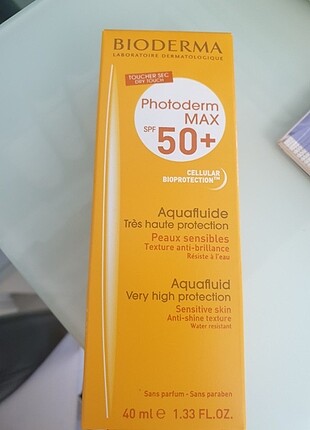 BIODERMA
LABORATOIRE DERMATOLOGIQUE
TOUCHER SEC
DRY TOUCH
Photoderm
MAX
SPF 50+
CELLULAR
BIOPROTECTION™
Aquafluide
Très haute protection
Peaux sensibles
Texture anti-brillance
Résiste à l'eau
Aquafluid
Very high protection
Sensitive skin
Anti-shine texture
Water resistant
Sans parfum - Sans paraben
40 ml e 1.33 FL.OZ.